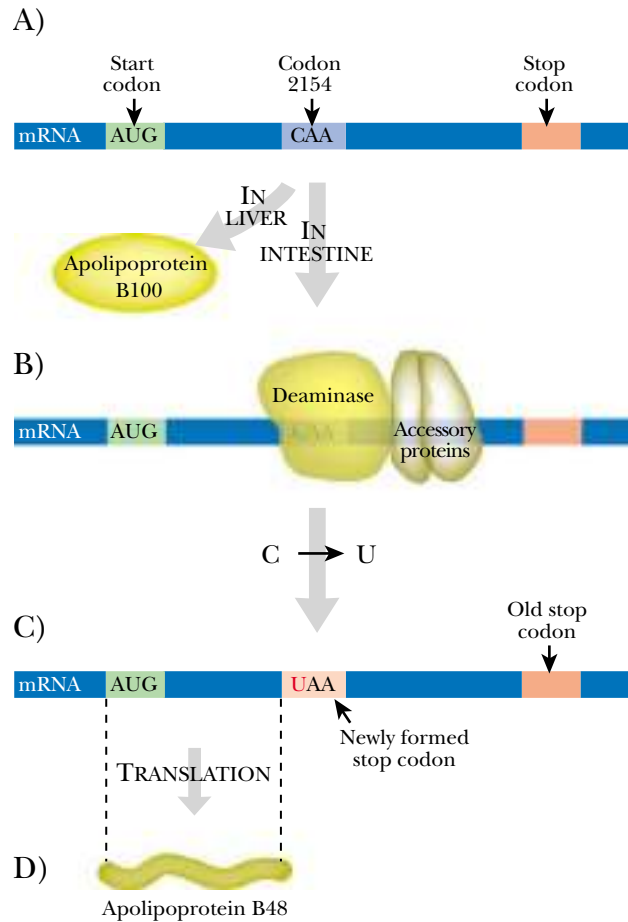 A)
Start
codon
Codon
2154
Stop
codon
mRNA
AUG
CAA
IN
LIVER
IN
INTESTINE
Apolipoprotein
B100
B)
Deaminase
mRNA
AUG
CAA
Accessory
proteins
C → U
C)
Old stop
codon
mRNA
AUG
UAA
Newly formed
stop codon
TRANSLATION
D)
Apolipoprotein B48